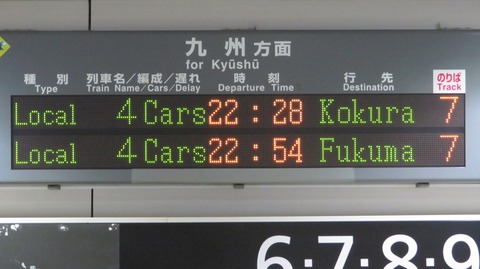 九州方面
for Kyūshū
種別 列車名/編成/遅れ 時刻 行先 のりば
Type Train Name/Cars/Delay Departure Time Destination Track
Local 4 Cars 22:28 Kokura 7
Local 4 Cars 22:54 Fukuma 7
6・7・8・9